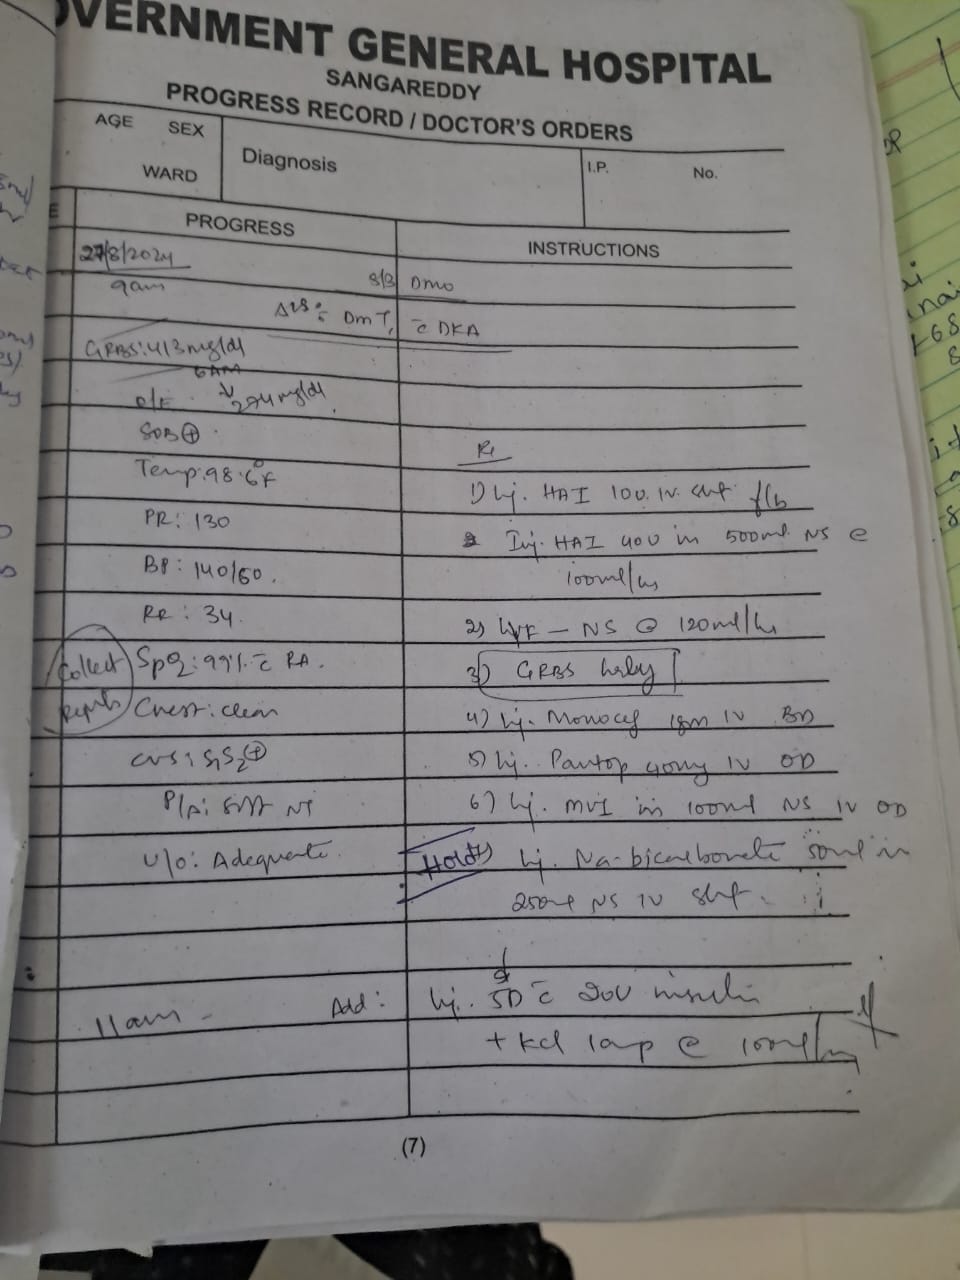 OVERNMENT GENERAL HOSPITAL
SANGAREDDY
PROGRESS RECORD / DOCTOR'S ORDERS
AGE SEX
WARD
Diagnosis
I.P. No.
PROGRESS
INSTRUCTIONS
27/8/2024
9am
S/B DMO
Δsis: DmT1 c̄ DKA
GRBS: 413mg/dl
6AM
274mg/dl
O/E
SOB ⊕
Temp: 98.6°F
PR: 130
BP: 140/60.
RR: 34.
SpO2: 99% c̄ RA.
Collect Reports
Chest: clear
CVS: S1S2 ⊕
P/A: soft NT
U/O: Adequate.
Rx
1) Inj. HAI 10U. IV. stat f/b
Inj. HAI 40U in 500ml NS @
100ml/hr
2) IVF – NS @ 120ml/hr
3) GRBS hrly
4) Inj. Monocef 1gm IV BD
5) Inj. Pantop 40mg IV OD
6) Inj. MVI in 100ml NS IV OD
Hold 7) Inj. Na-bicarbonate 50ml in
250ml NS IV stat.
11am - Add: Inj. 5D c̄ 20U insulin
+ Kcl 1amp @ 100ml/hr
(7)